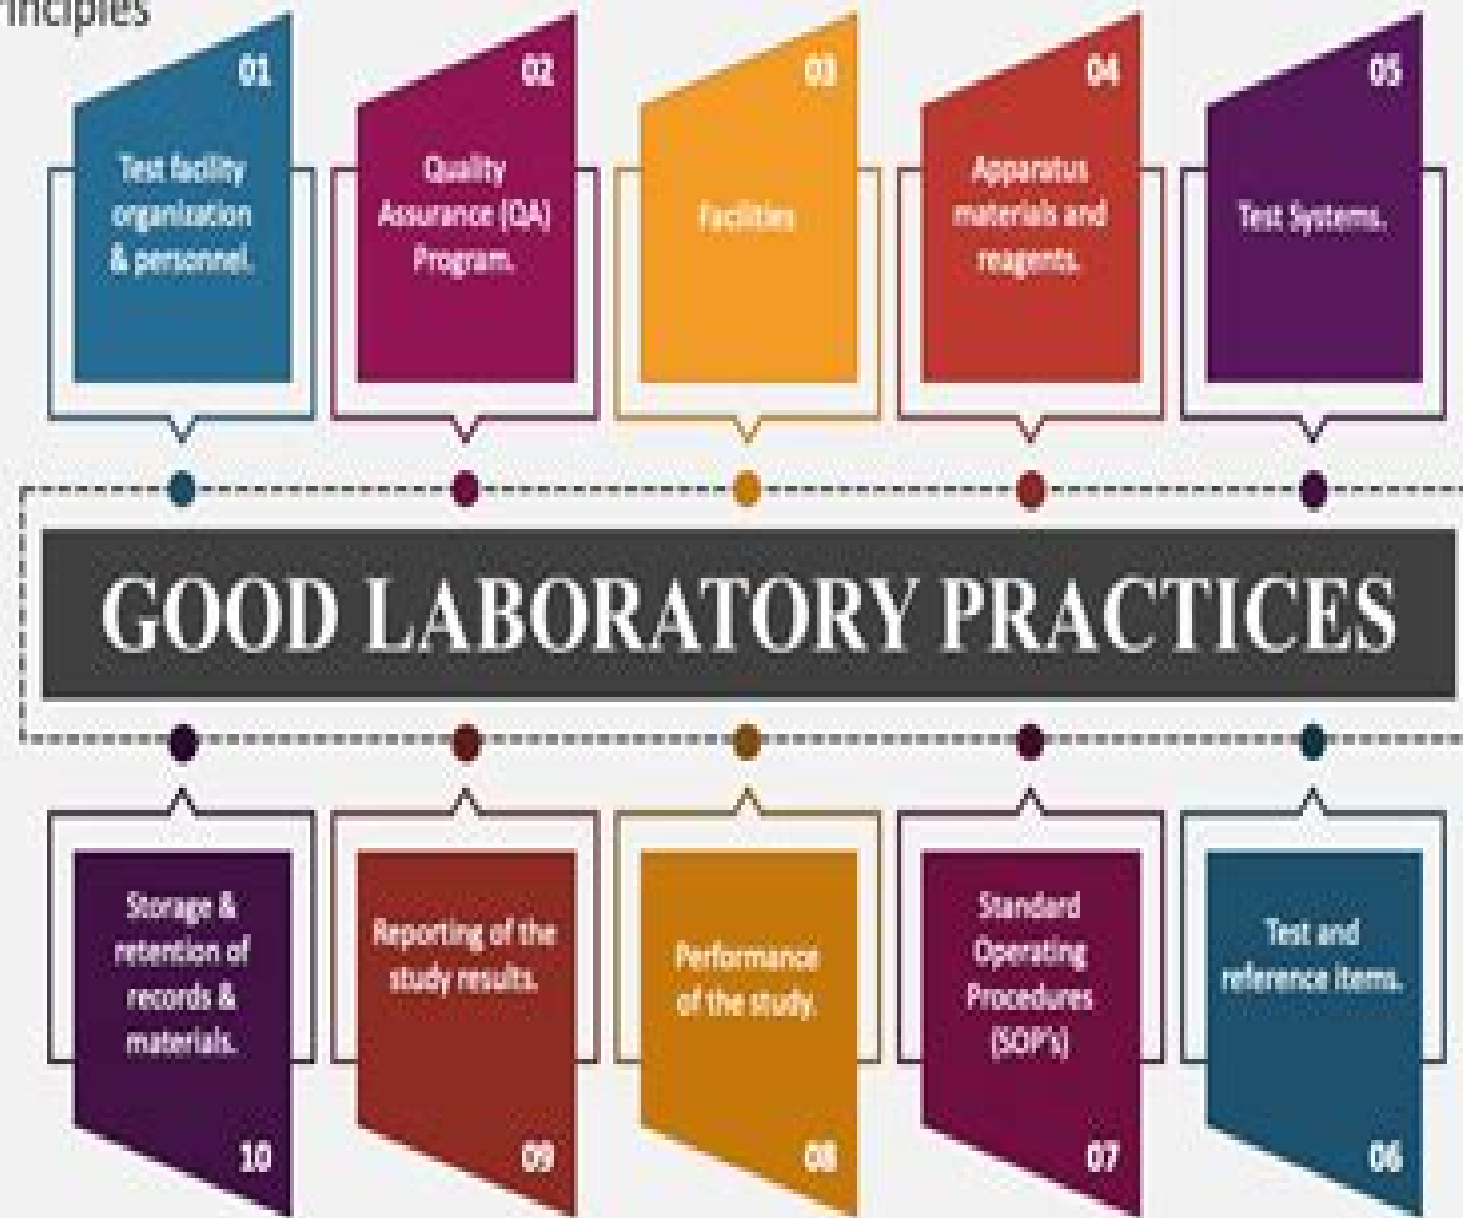 01
Test facility
organization
& personnel.
02
Quality
Assurance (QA)
Program.
03
Facilities
04
Apparatus
materials and
reagents.
05
Test Systems.
GOOD LABORATORY PRACTICES
Storage &
retention of
records &
materials.
10
Reporting of the
study results.
09
Performance
of the study.
08
Standard
Operating
Procedures
(SOP's)
07
Test and
reference items.
06